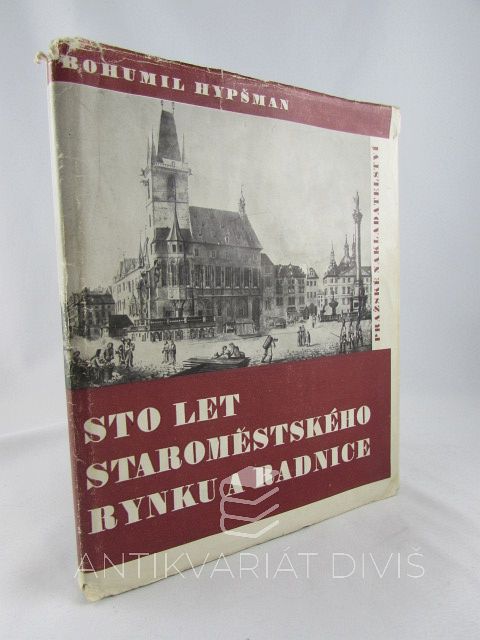 BOHUMIL HYPŠMAN
PRAŽSKÉ NAKLADATELSTVÍ
STO LET
STAROMĚSTSKÉHO
RYNKU A RADNICE
ANTIKVARIÁT DIVIŠ